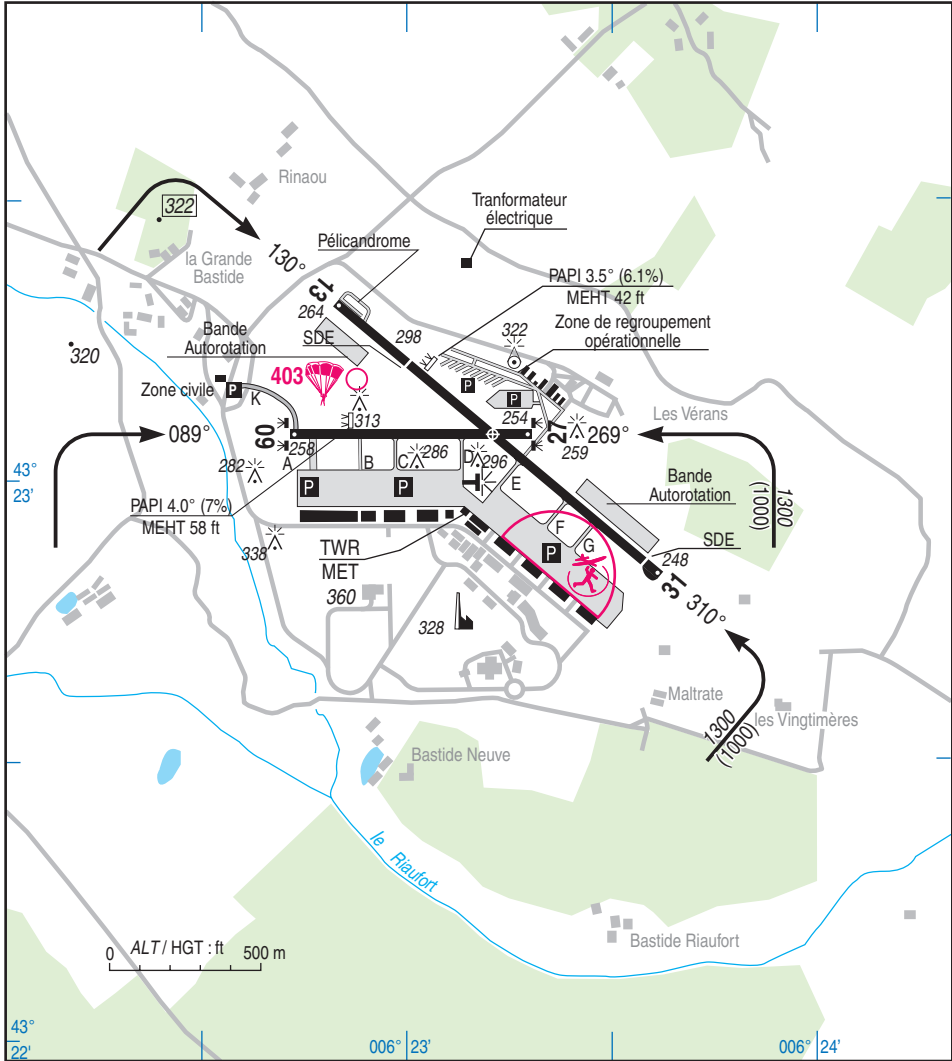 Rinaou
322
la Grande
Bastide
130°
Pélicandrome
Tranformateur
électrique
13
264
PAPI 3.5° (6.1%)
MEHT 42 ft
298
322
Zone de regroupement
opérationnelle
Bande
Autorotation
SDE
320
403
Zone civile
P
K
P
P
313
254
Les Vérans
089°
09
258
27
269°
259
282
A
B
C
286
D
296
E
43°
23'
P
P
Bande
Autorotation
1300
(1000)
PAPI 4.0° (7%)
MEHT 58 ft
338
TWR
MET
F
G
P
SDE
248
31
310°
360
328
Maltrate
les Vingtimères
1300
(1000)
Bastide Neuve
le Riaufort
Bastide Riaufort
ALT / HGT : ft
0
500 m
43°
22'
006° 23'
006° 24'